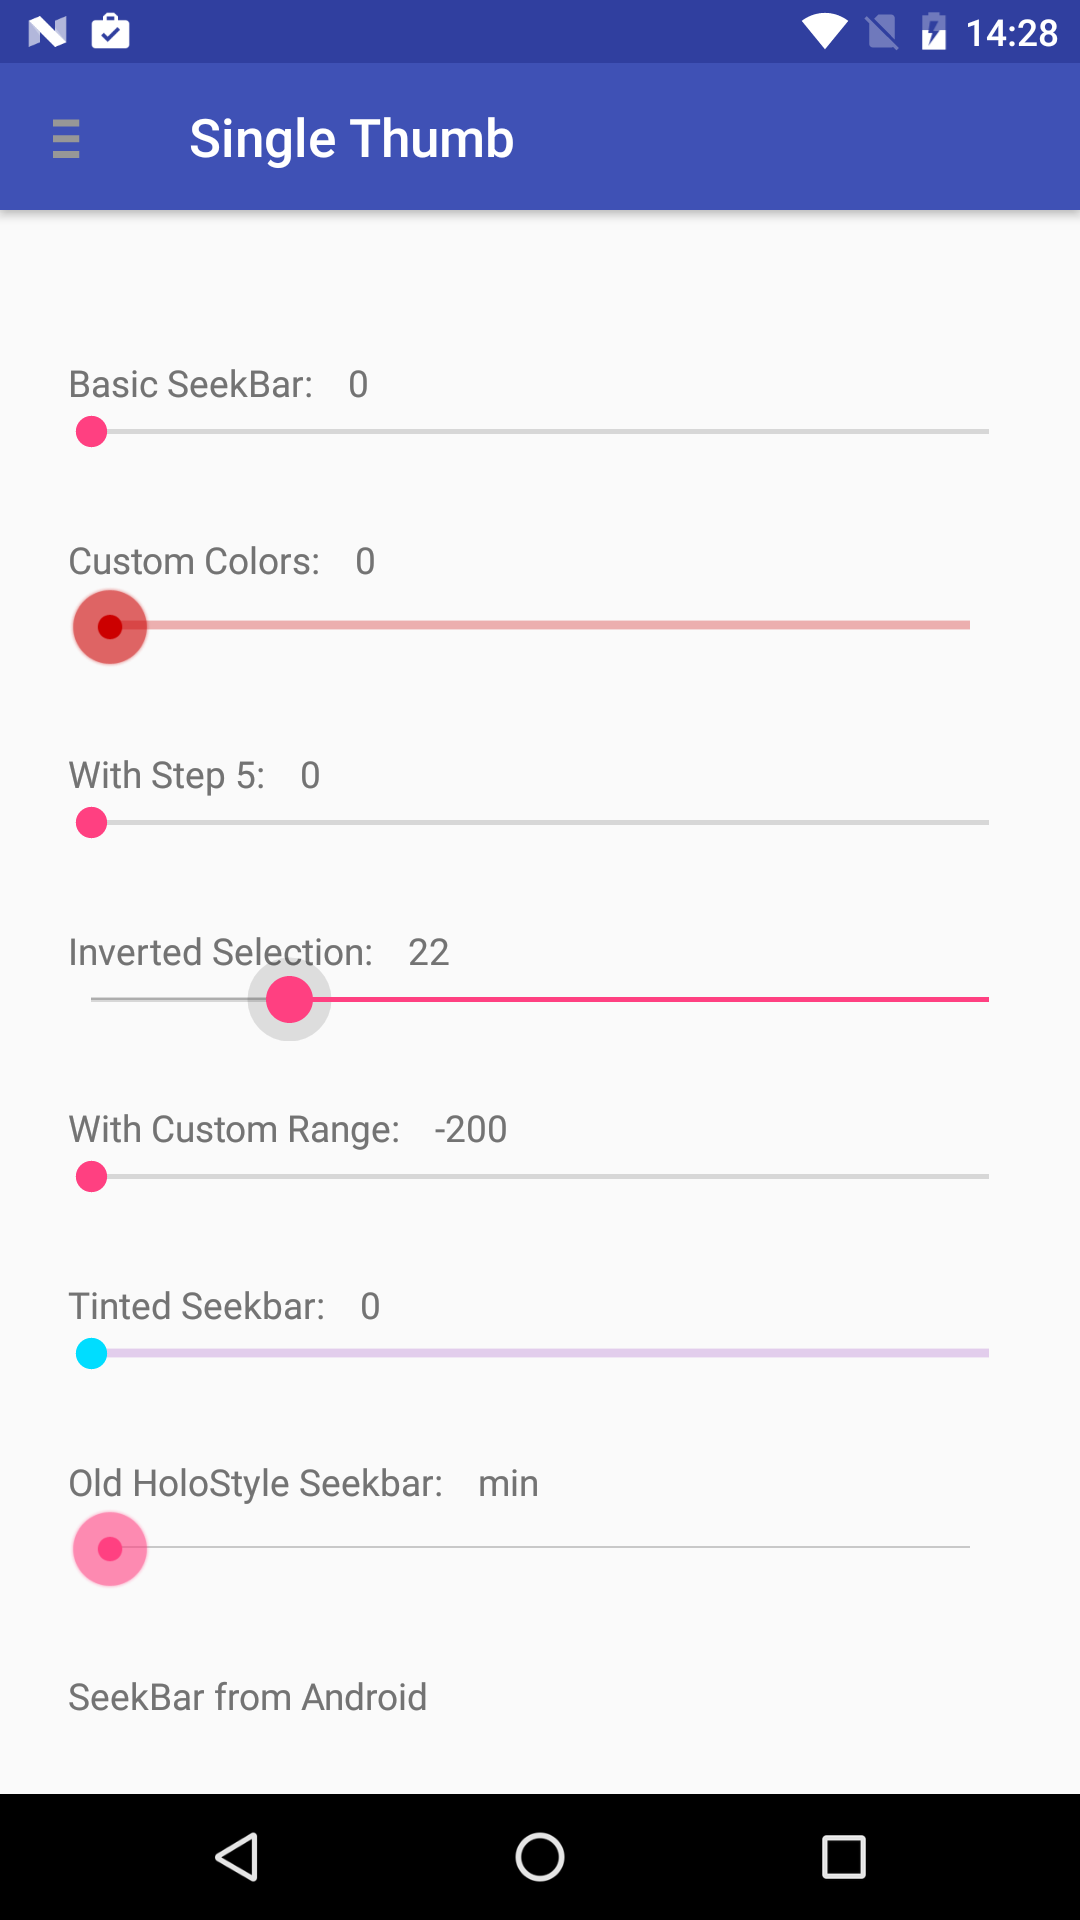 14:28
Single Thumb
Basic SeekBar: 0
Custom Colors: 0
With Step 5: 0
Inverted Selection: 22
With Custom Range: -200
Tinted Seekbar: 0
Old HoloStyle Seekbar: min
SeekBar from Android